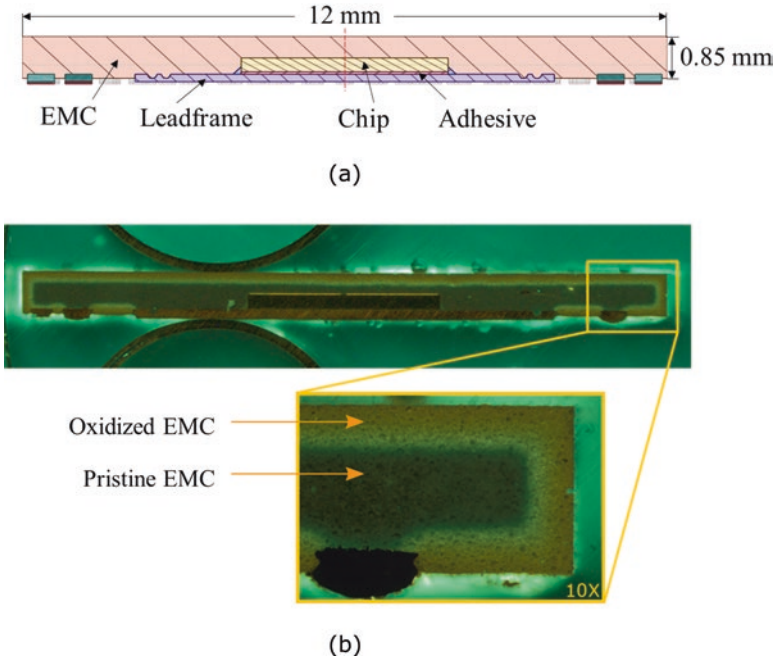 12 mm
0.85 mm
EMC
Leadframe
Chip
Adhesive
(a)
Oxidized EMC
Pristine EMC
10X
(b)